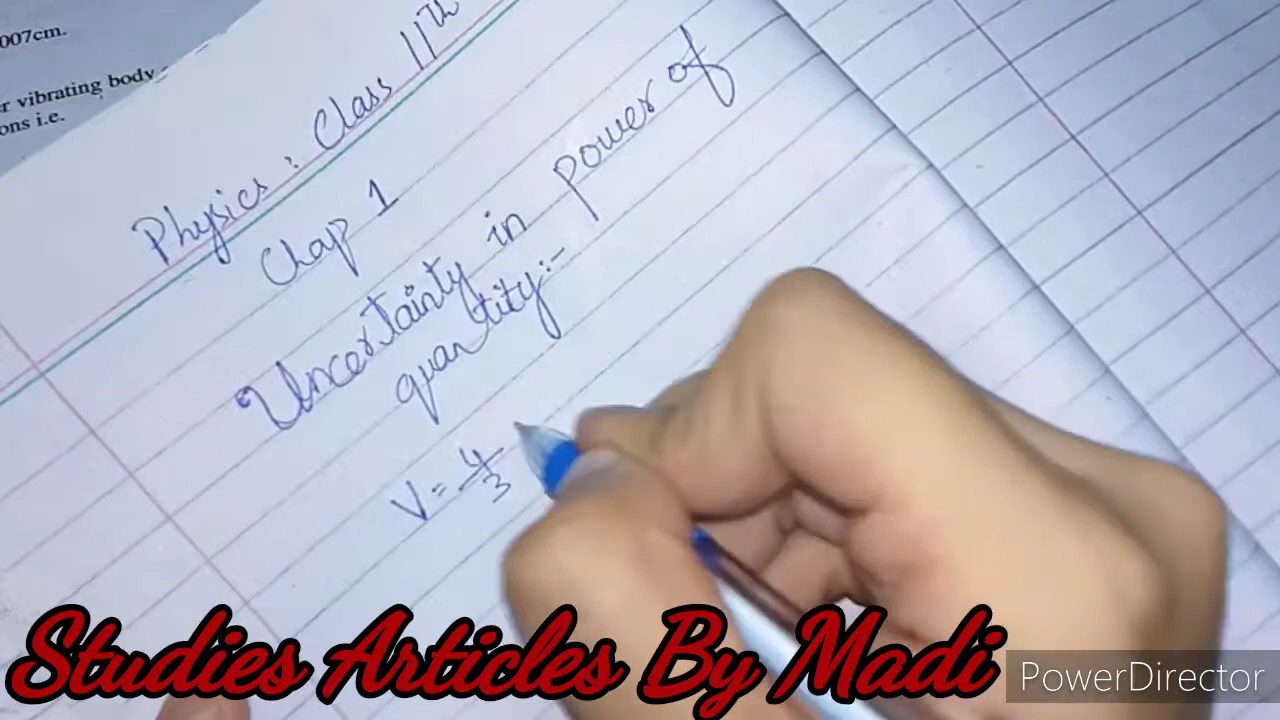 007cm.
r vibrating body
ons i.e.
Physics : Class 11th
Chap 1
Uncertainty in power of
quantity:-
V = 4/3
Studies Articles By Madi
PowerDirector